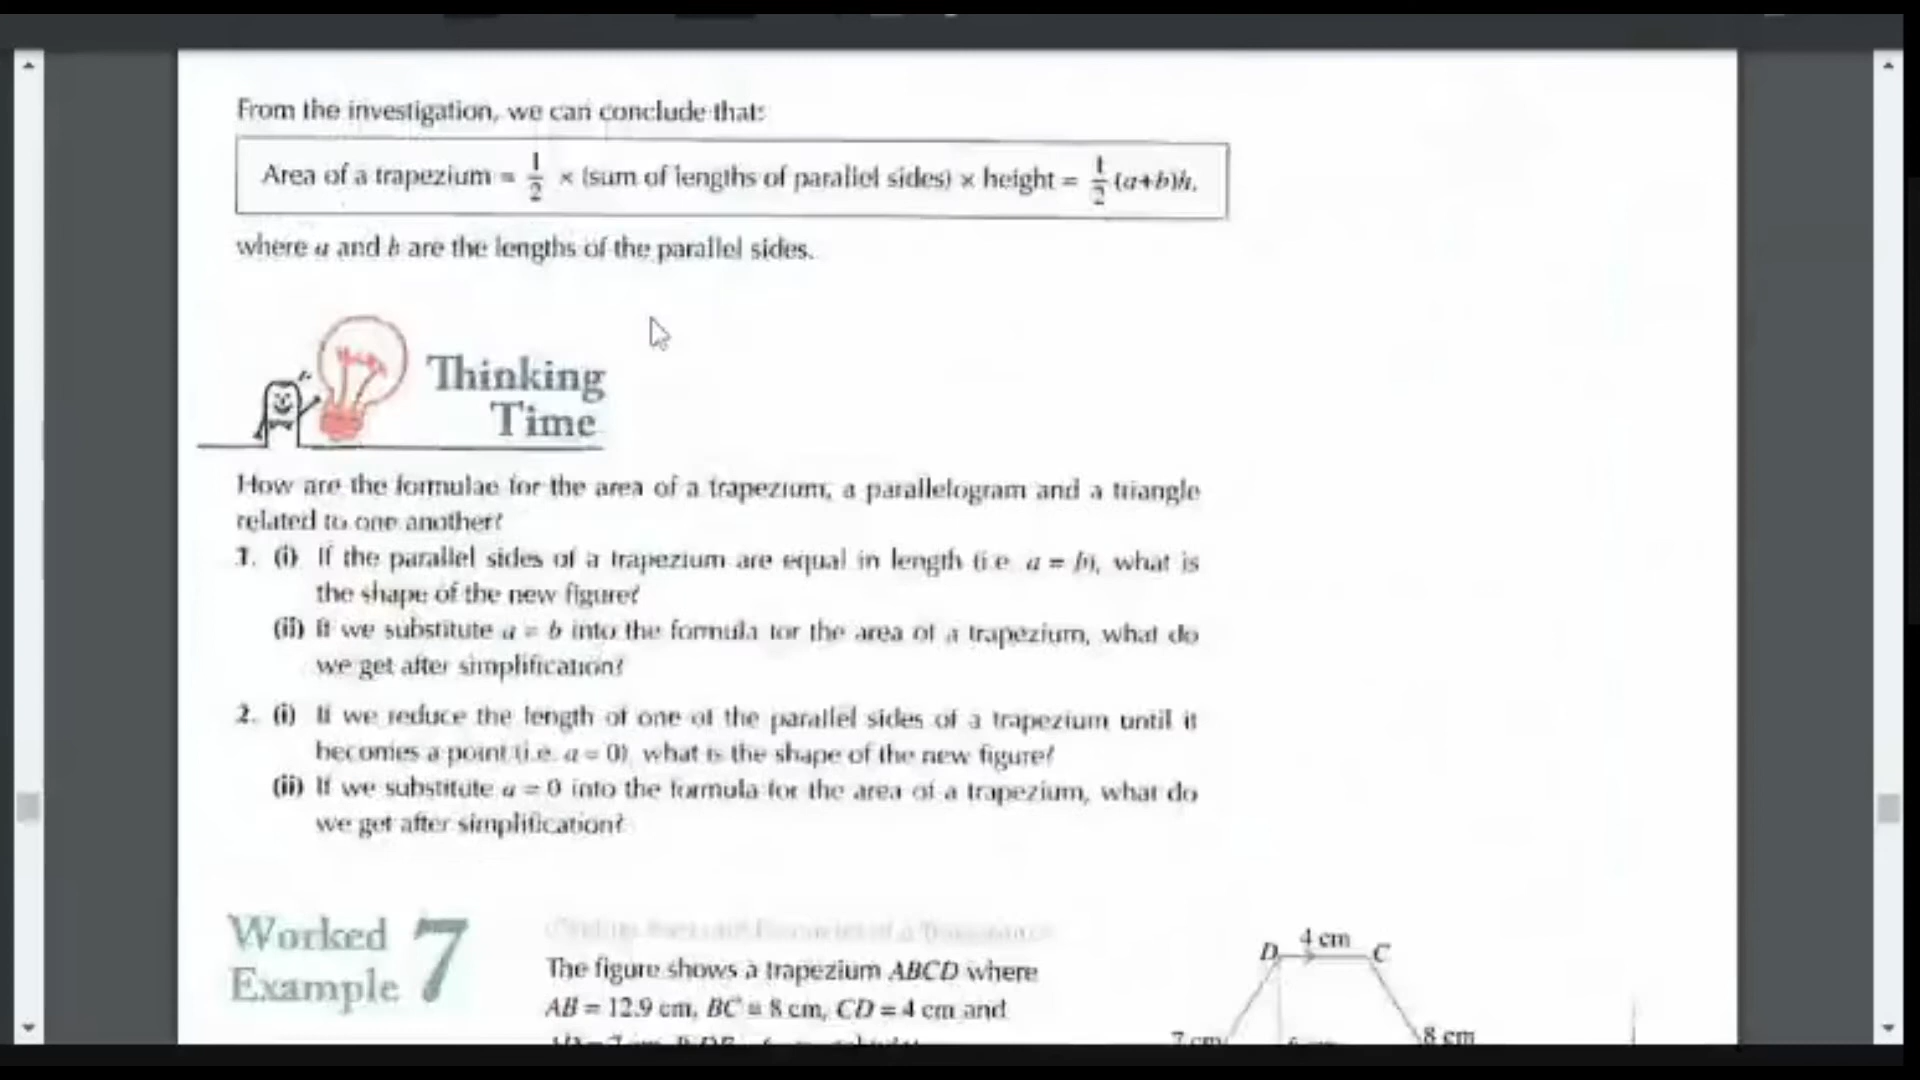 From the investigation, we can conclude that:
Area of a trapezium = 1/2 × (sum of lengths of parallel sides) × height = 1/2 (a+b)h,
where a and b are the lengths of the parallel sides.
Thinking
Time
How are the formulae for the area of a trapezium, a parallelogram and a triangle
related to one another?
1. (i) If the parallel sides of a trapezium are equal in length (i.e. a = b), what is
the shape of the new figure?
(ii) If we substitute a = b into the formula for the area of a trapezium, what do
we get after simplification?
2. (i) If we reduce the length of one of the parallel sides of a trapezium until it
becomes a point (i.e. a = 0), what is the shape of the new figure?
(ii) If we substitute a = 0 into the formula for the area of a trapezium, what do
we get after simplification?
Worked
Example 7
The figure shows a trapezium ABCD where
AB = 12.9 cm, BC = 8 cm, CD = 4 cm and
D 4 cm C
7 cm
8 cm